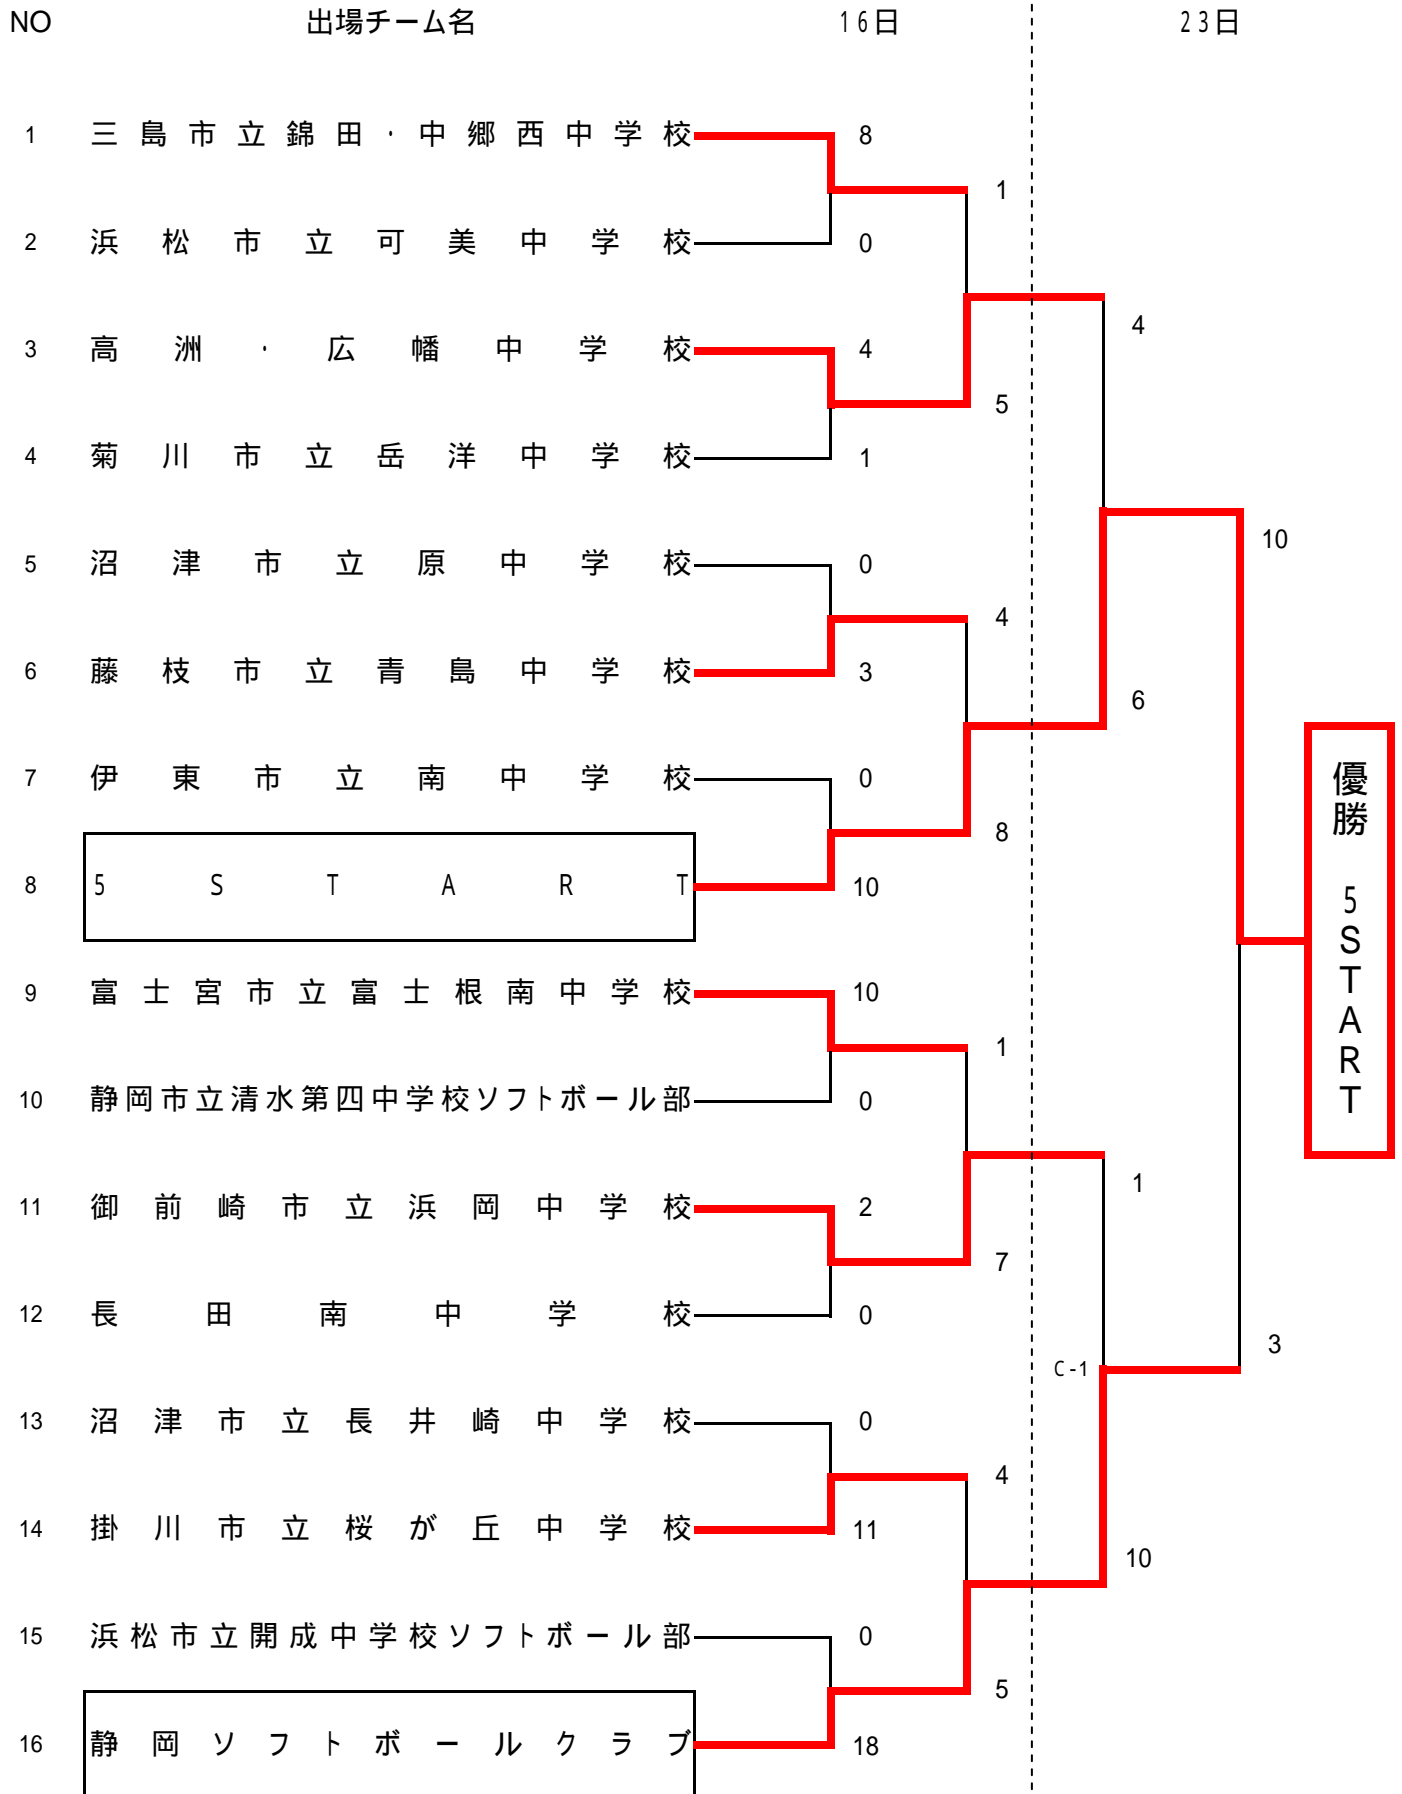 NO 出場チーム名 16日 23日
1 三島市立錦田・中郷西中学校 8
1
2 浜松市立可美中学校 0
4
3 高洲・広幡中学校 4
5
4 菊川市立岳洋中学校 1
10
5 沼津市立原中学校 0
4
6 藤枝市立青島中学校 3
6
7 伊東市立南中学校 0
8
8 5START 10
優勝 5START
9 富士宮市立富士根南中学校 10
1
10 静岡市立清水第四中学校ソフトボール部 0
1
11 御前崎市立浜岡中学校 2
7
12 長田南中学校 0
3
C-1
13 沼津市立長井崎中学校 0
4
14 掛川市立桜が丘中学校 11
10
15 浜松市立開成中学校ソフトボール部 0
5
16 静岡ソフトボールクラブ 18